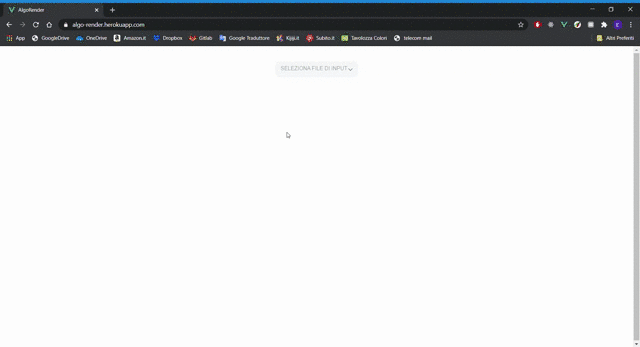 AlgoRender
algo-render.herokuapp.com
App GoogleDrive OneDrive Amazon.it Dropbox Gitlab Google Traduttore Kijiji.it Subito.it Tavolozza Colori telecom mail Altri Preferiti
SELEZIONA FILE DI INPUT